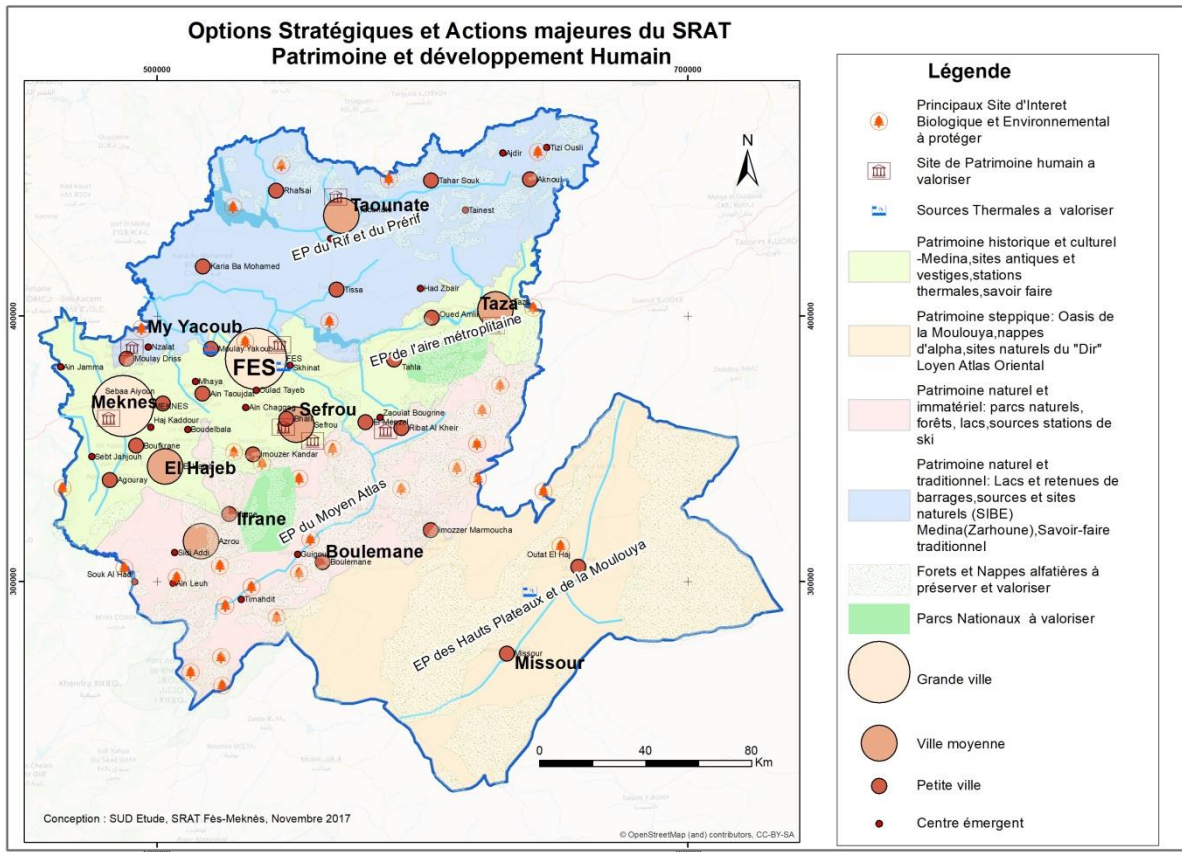 Options Stratégiques et Actions majeures du SRAT
Patrimoine et développement Humain
500000
700000
400000
400000
300000
300000
N
Ajdir
Tizi Ousli
Rhafsai
Tahar Souk
Aknoul
Taounate
Tainest
EP du Rif et du Prérif
Karia Ba Mohamed
Tissa
Had Zbair
Taza
Oued Amlil
My Yacoub
Nzalat
Moulay Yakoub
Moulay Driss
FES
FES
Skhinat
EP de l'aire métroplitaine
Tahla
Ain Jamma
Mhaya
Oulad Tayeb
Sebaa Aiyoun
Ain Taoujdat
Meknes
MEKNES
Ain Chaggag
Sefrou
Bhalil
Sefrou
Zaouiat Bougrine
El Menzel
Ribat Al Kheir
Haj Kaddour
Boudelbala
Boufkrane
Sebt Jahjouh
El Hajeb
Imouzer Kandar
Agouray
Ifrane
EP du Moyen Atlas
Imozzer Marmoucha
Azrou
Sidi Addi
Guigou
Boulemane
Boulemane
Outat El Haj
Souk Al Had
Ain Leuh
Timahdit
EP des Hauts Plateaux et de la Moulouya
Missour
Missour
0 40 80
Km
Conception : SUD Etude, SRAT Fès-Meknès, Novembre 2017
© OpenStreetMap (and) contributors, CC-BY-SA
Légende
Principaux Site d'Interet
Biologique et Environnemental
à protéger
Site de Patrimoine humain a
valoriser
Sources Thermales a valoriser
Patrimoine historique et culturel
-Medina,sites antiques et
vestiges,stations
thermales,savoir faire
Patrimoine steppique: Oasis de
la Moulouya,nappes
d'alpha,sites naturels du "Dir"
Loyen Atlas Oriental
Patrimoine naturel et
immatériel: parcs naturels,
forêts, lacs,sources stations de
ski
Patrimoine naturel et
traditionnel: Lacs et retenues de
barrages,sources et sites
naturels (SIBE)
Medina(Zarhoune),Savoir-faire
traditionnel
Forets et Nappes alfatières à
préserver et valoriser
Parcs Nationaux à valoriser
Grande ville
Ville moyenne
Petite ville
Centre émergent